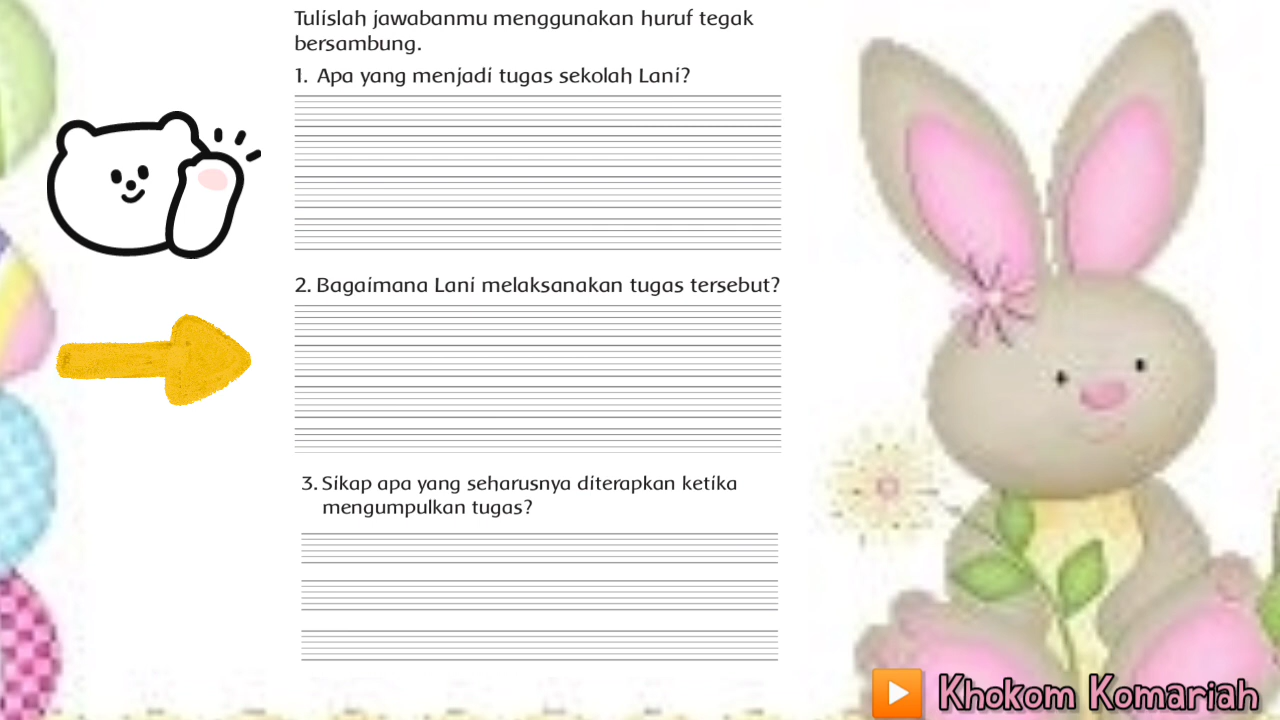 Tulislah jawabanmu menggunakan huruf tegak
bersambung.
1. Apa yang menjadi tugas sekolah Lani?
2. Bagaimana Lani melaksanakan tugas tersebut?
3. Sikap apa yang seharusnya diterapkan ketika
mengumpulkan tugas?
Khokom Komariah